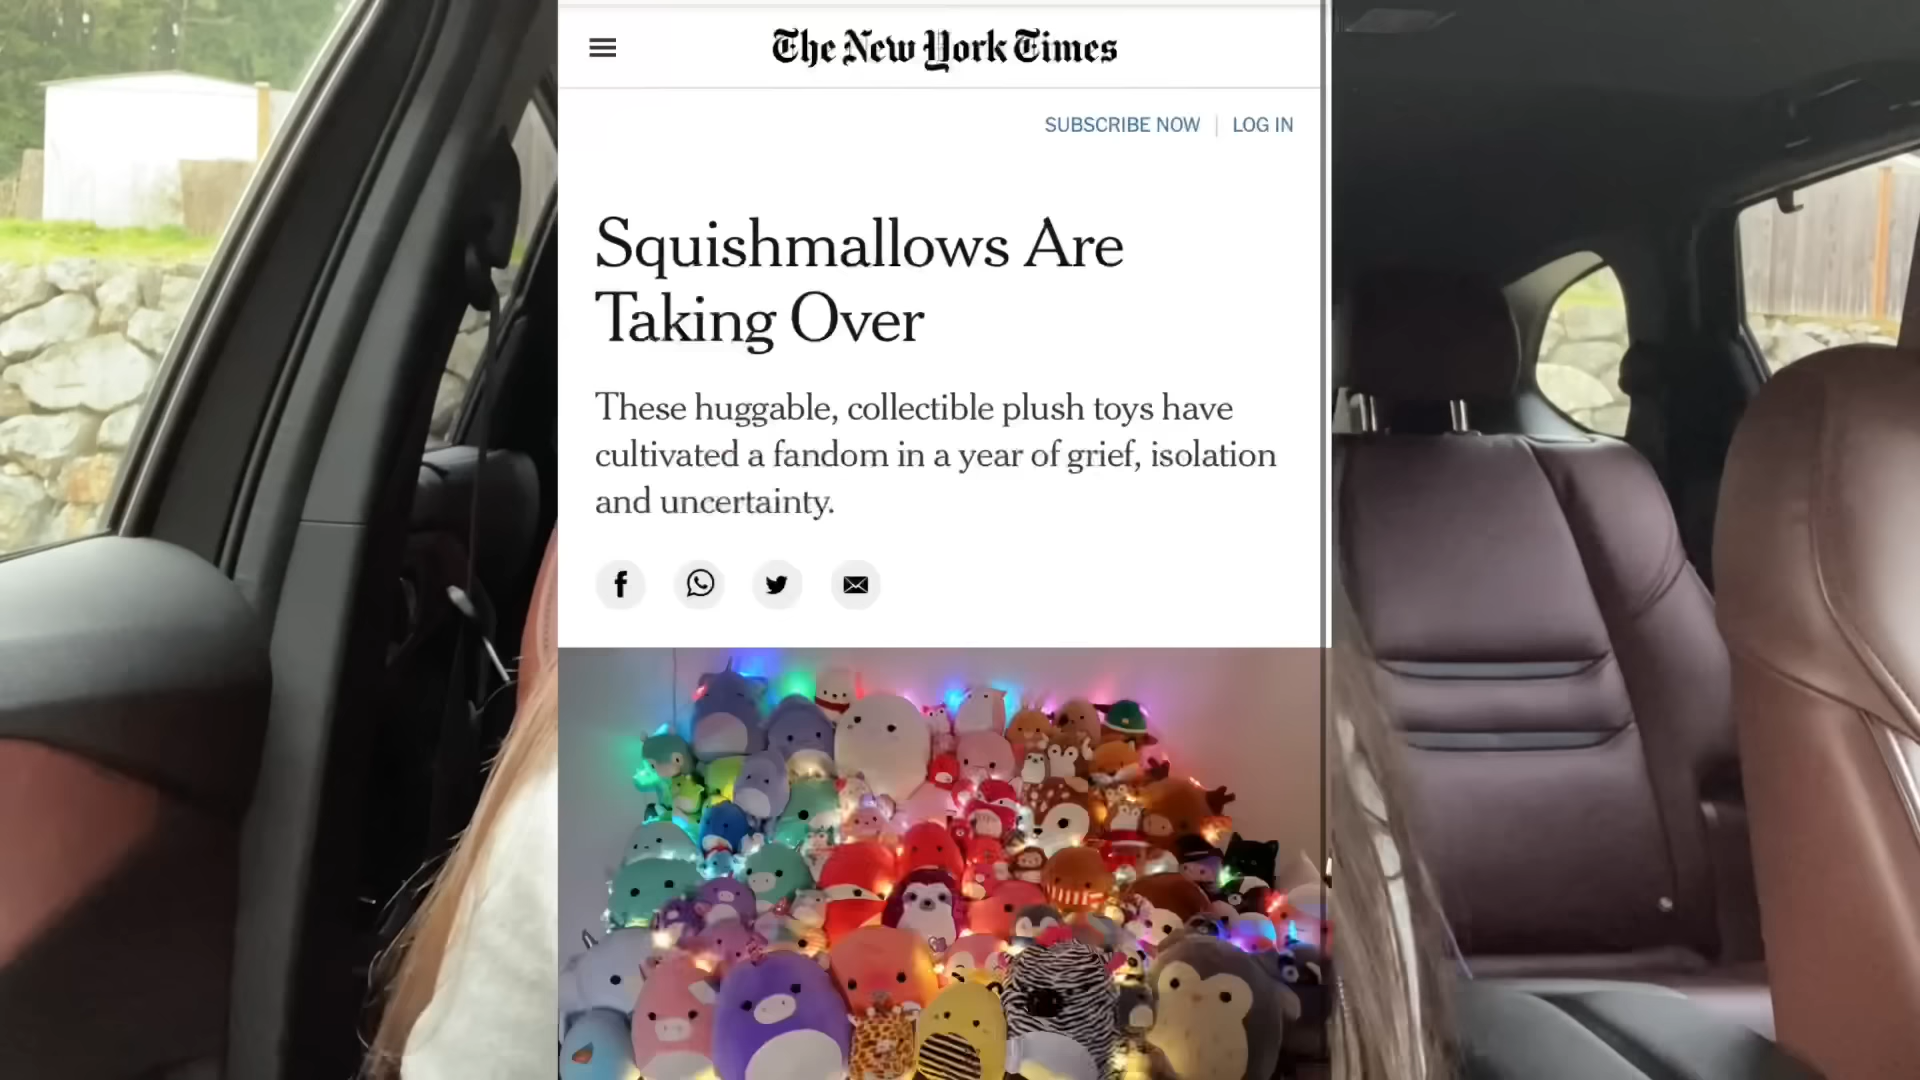 The New York Times
SUBSCRIBE NOW | LOG IN
Squishmallows Are
Taking Over
These huggable, collectible plush toys have
cultivated a fandom in a year of grief, isolation
and uncertainty.